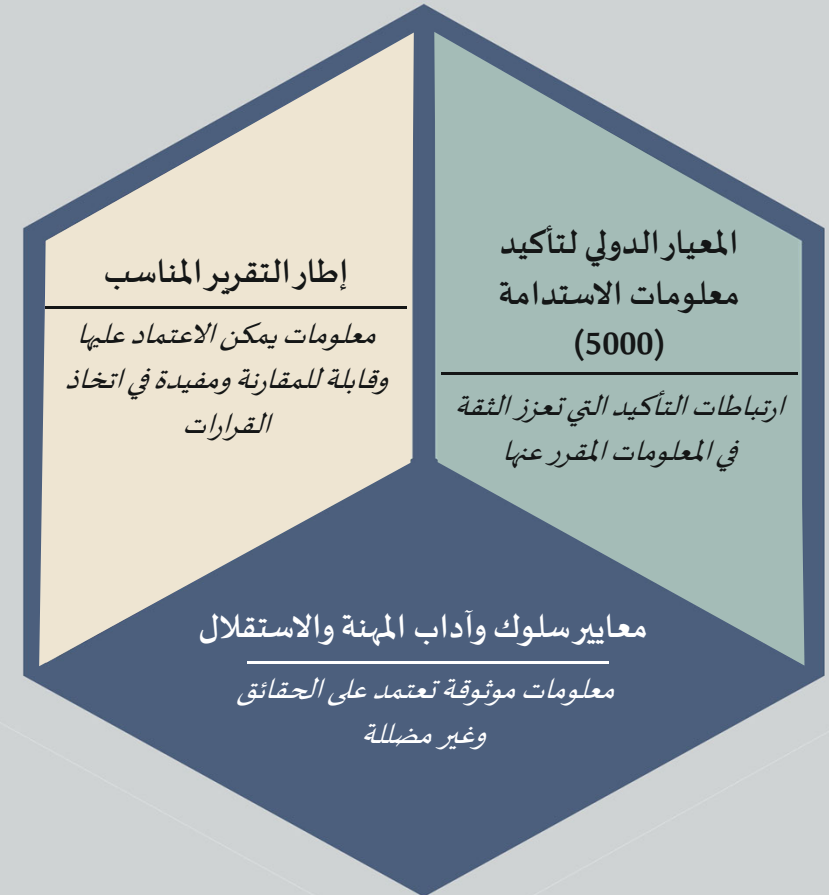 المعيار الدولي لتأكيد
معلومات الاستدامة
(5000)
ارتباطات التأكيد التي تعزز الثقة
في المعلومات المقرر عنها
إطار التقرير المناسب
معلومات يمكن الاعتماد عليها
وقابلة للمقارنة ومفيدة في اتخاذ
القرارات
معايير سلوك وآداب المهنة والاستقلال
معلومات موثوقة تعتمد على الحقائق
وغير مضللة